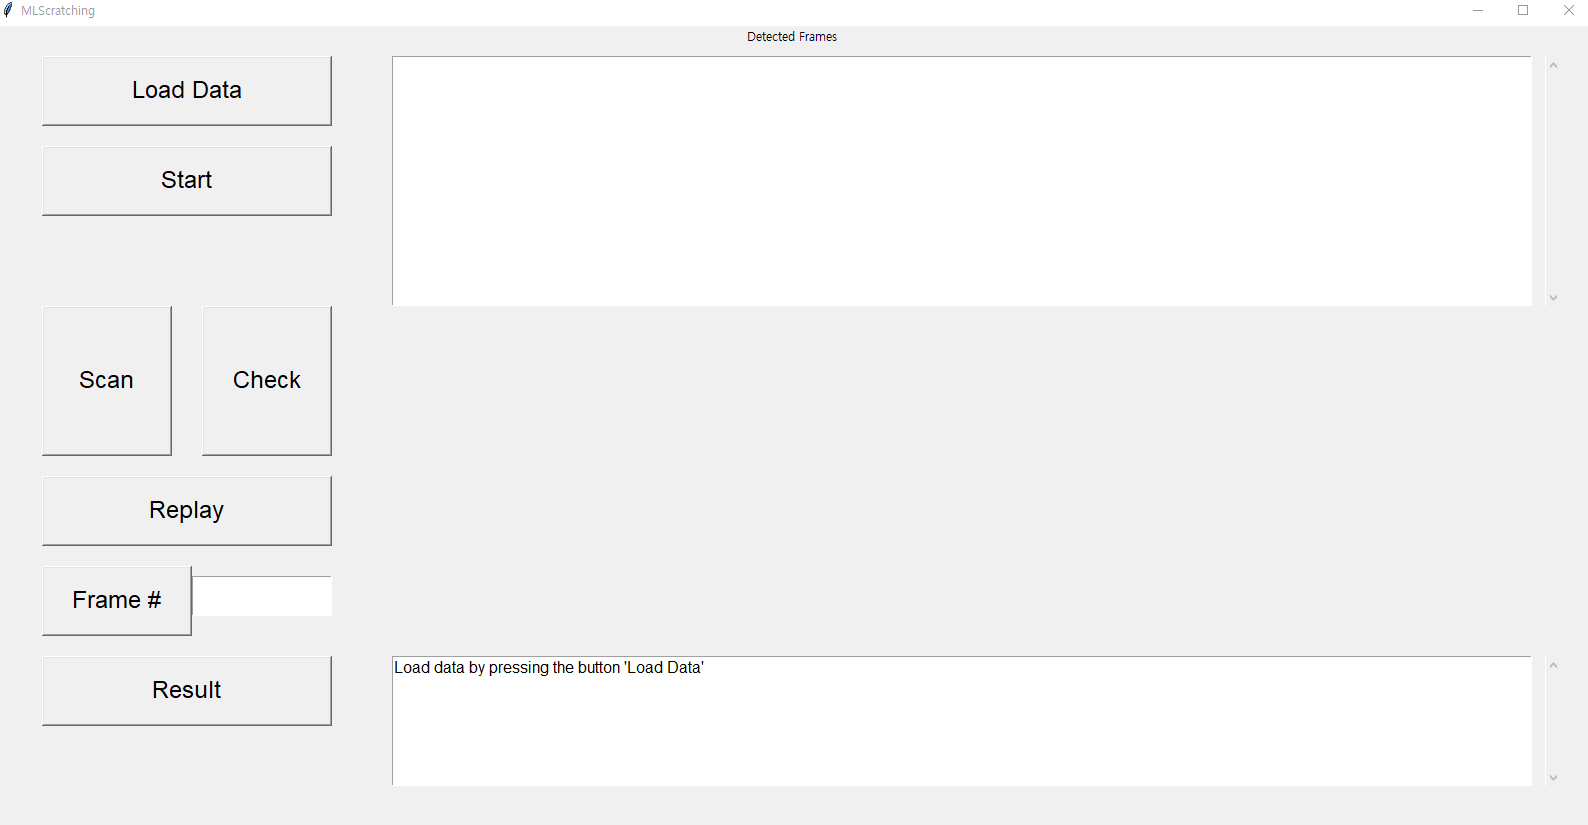 MLScratching
Detected Frames
Load Data
Start
Scan
Check
Replay
Frame #
Result
Load data by pressing the button 'Load Data'